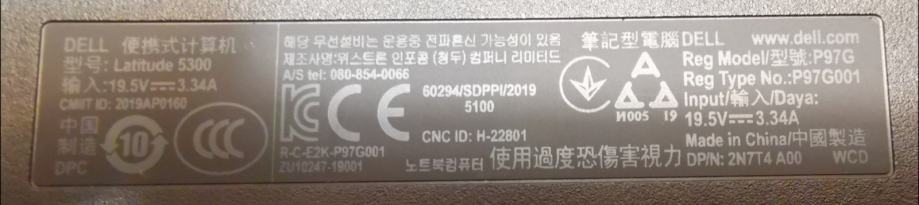 DELL 便携式计算机
型号: Latitude 5300
输入: 19.5V⎓3.34A
CMIIT ID: 2019AP0160
中国
制造
DPC
10
CCC
해당 무선설비는 운용중 전파혼신 가능성이 있음
제조사명:위스트론 인포콤 (청두) 컴퍼니 리미티드
A/S tel: 080-854-0066
KC CE
60294/SDPPI/2019
5100
CNC ID: H-22801
R-C-E2K-P97G001
ZU10247-19001
노트북컴퓨터 使用過度恐傷害視力
筆記型電腦 DELL www.dell.com
Reg Model/型號: P97G
Reg Type No.: P97G001
Input/輸入/Daya:
19.5V⎓3.34A
И005 19
Made in China/中國製造
DP/N: 2N7T4 A00 WCD